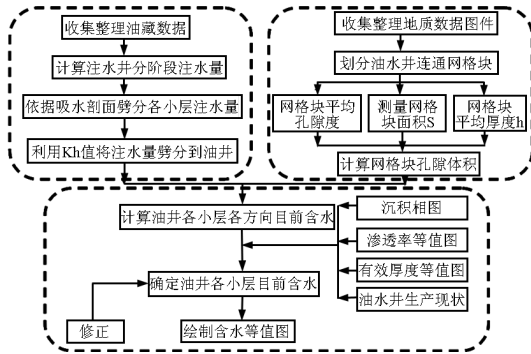 收集整理油藏数据
计算注水井分阶段注水量
依据吸水剖面劈分各小层注水量
利用Kh值将注水量劈分到油井
收集整理地质数据图件
划分油水井连通网格块
网格块平均
孔隙度
测量网格
块面积S
网格块
平均厚度h
计算网格块孔隙体积
计算油井各小层各方向目前含水
沉积相图
渗透率等值图
有效厚度等值图
油水井生产现状
确定油井各小层目前含水
修正
绘制含水等值图